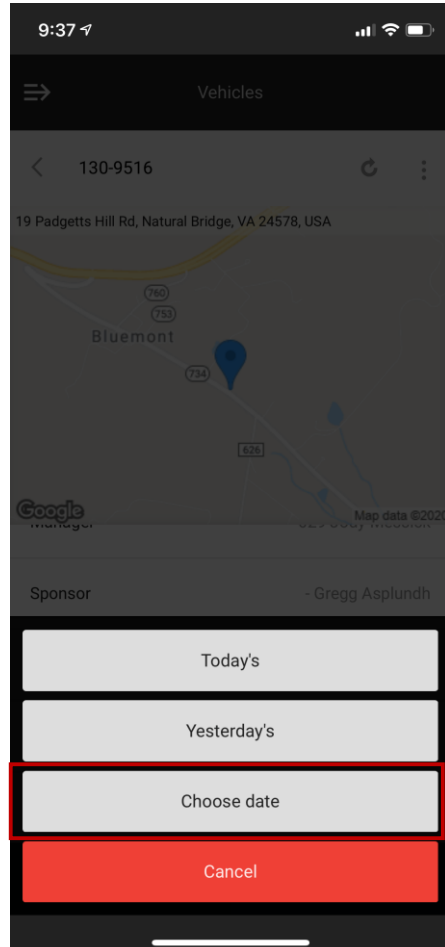 9:37
Vehicles
130-9516
19 Padgetts Hill Rd, Natural Bridge, VA 24578, USA
760
753
Bluemont
734
626
Google
Map data ©2020
Manager
Sponsor
- Gregg Asplundh
Today's
Yesterday's
Choose date
Cancel